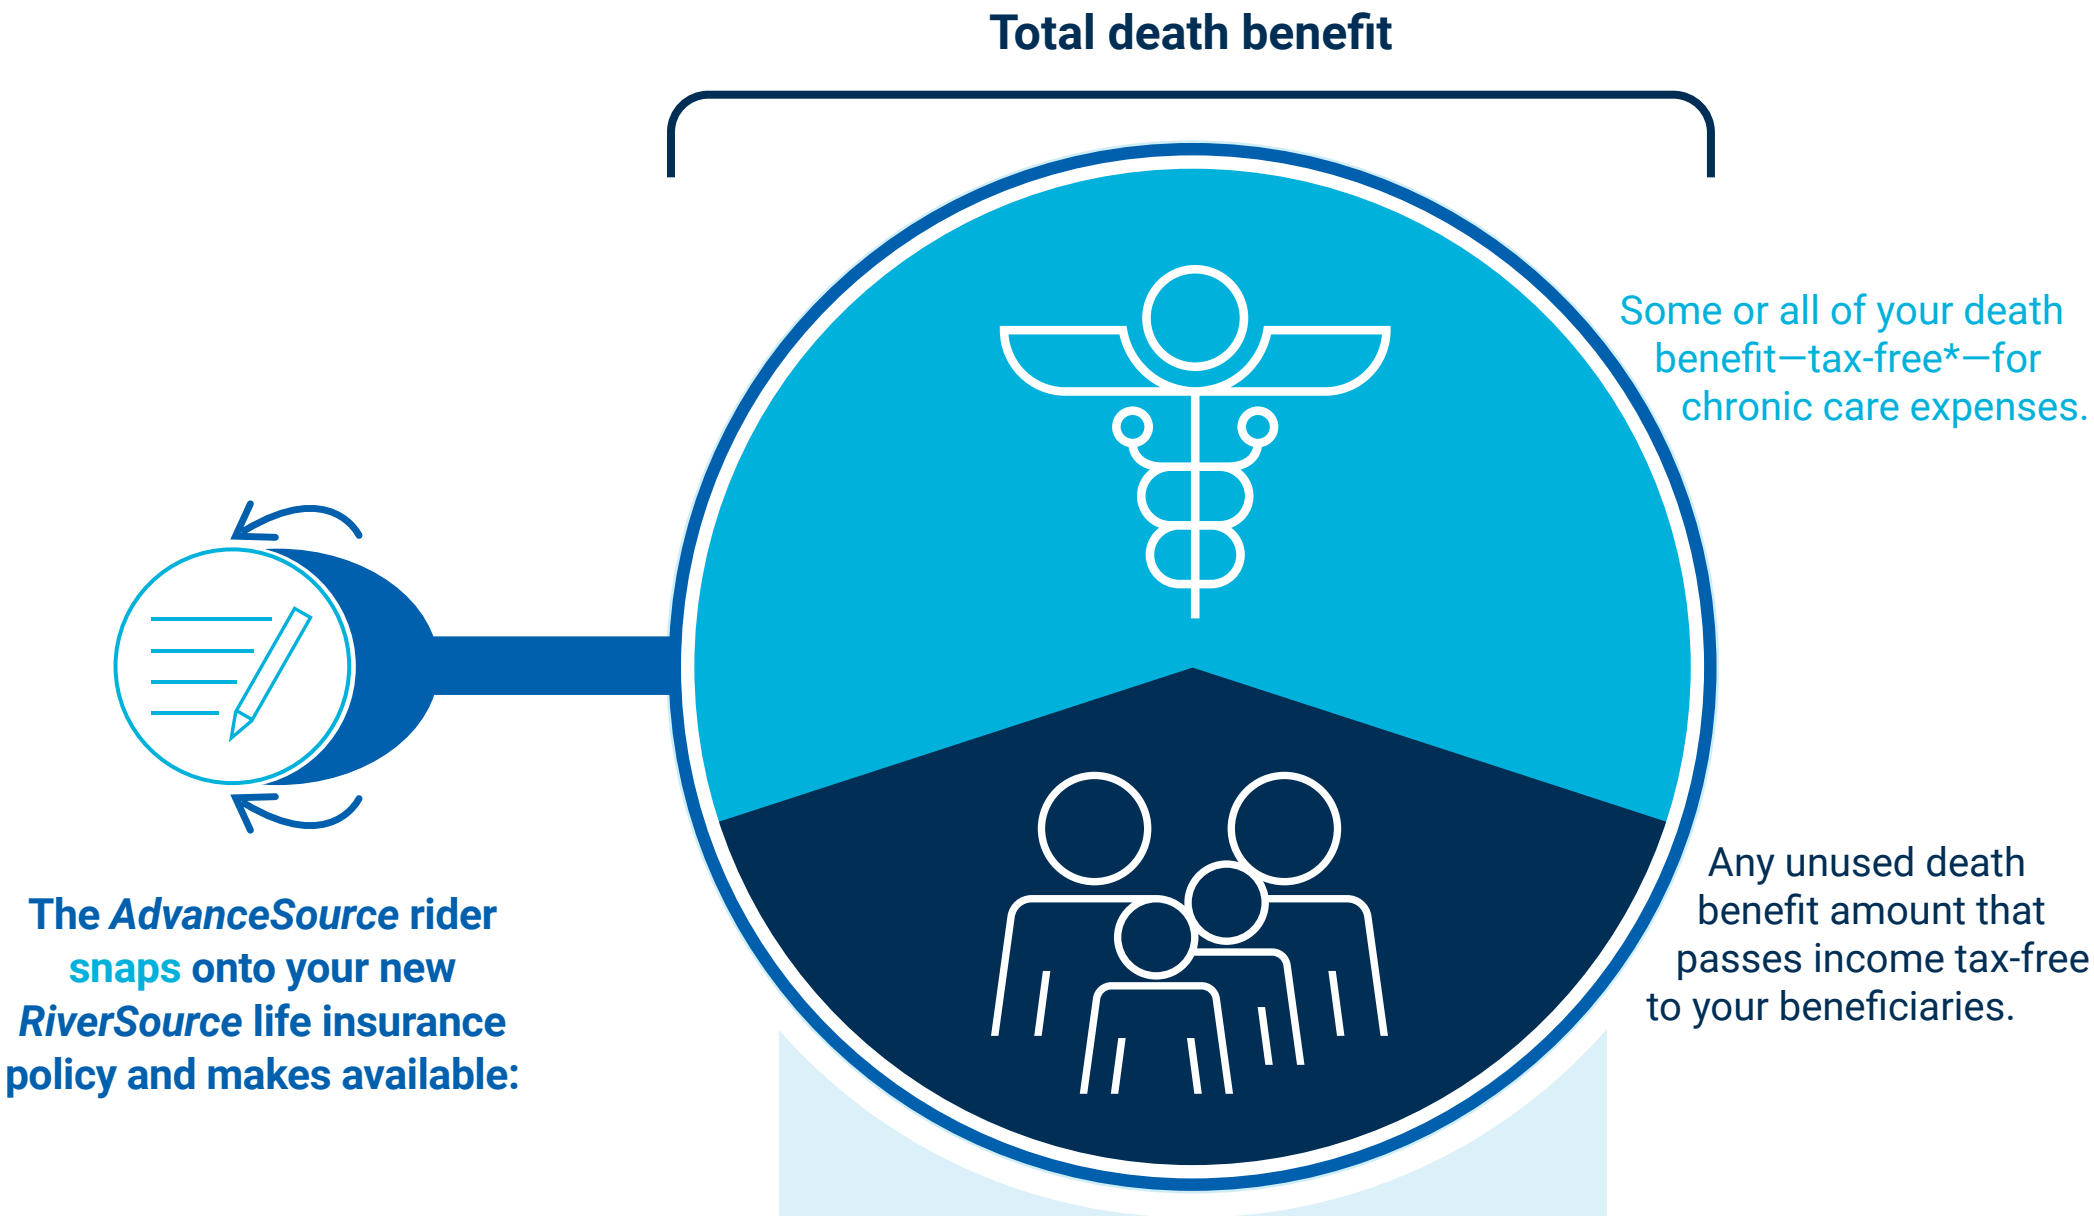 Total death benefit
Some or all of your death
benefit—tax-free*—for
chronic care expenses.
The AdvanceSource rider
snaps onto your new
RiverSource life insurance
policy and makes available:
Any unused death
benefit amount that
passes income tax-free
to your beneficiaries.